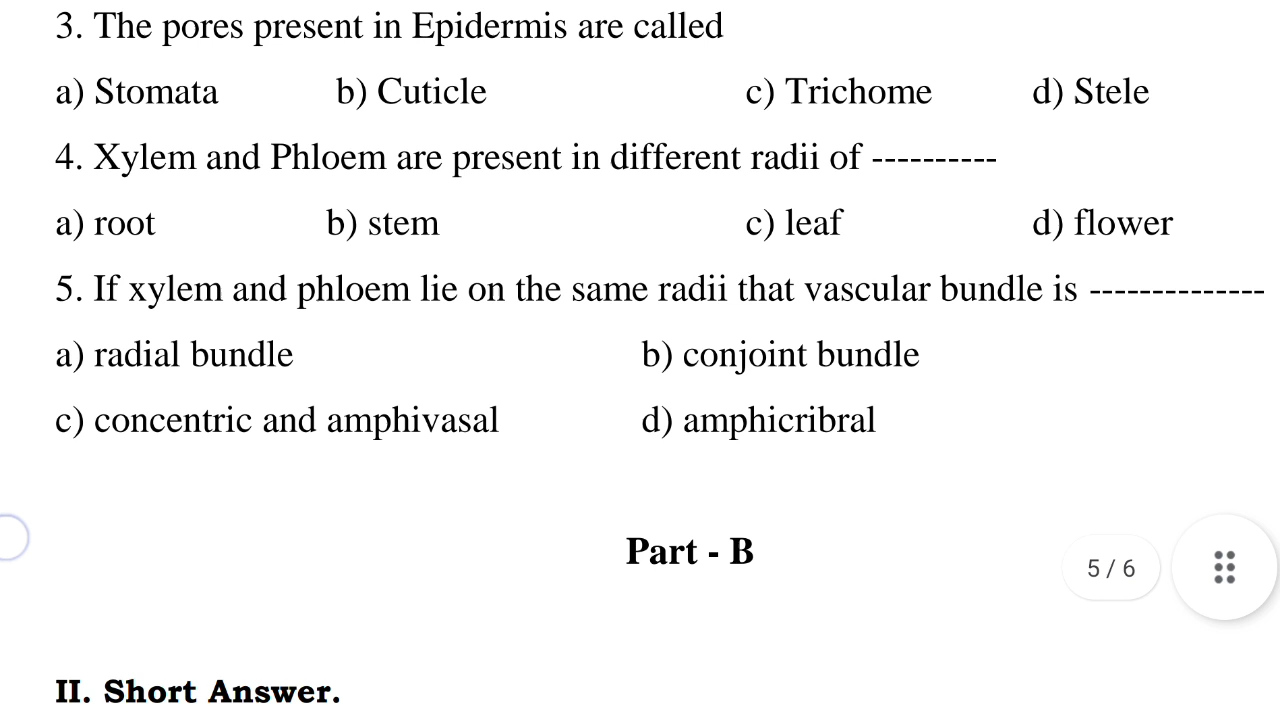 3. The pores present in Epidermis are called
a) Stomata b) Cuticle c) Trichome d) Stele
4. Xylem and Phloem are present in different radii of ----------
a) root b) stem c) leaf d) flower
5. If xylem and phloem lie on the same radii that vascular bundle is --------------
a) radial bundle b) conjoint bundle
c) concentric and amphivasal d) amphicribral
Part - B
5 / 6
II. Short Answer.